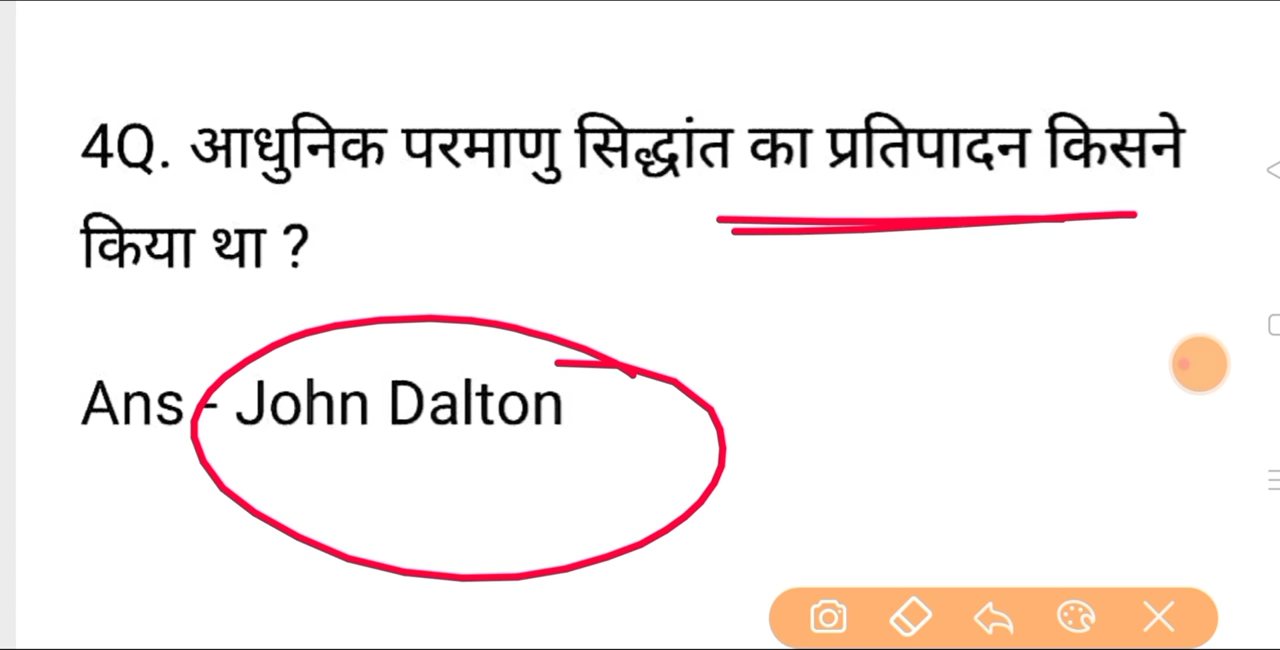 4Q. आधुनिक परमाणु सिद्धांत का प्रतिपादन किसने
किया था ?
Ans - John Dalton